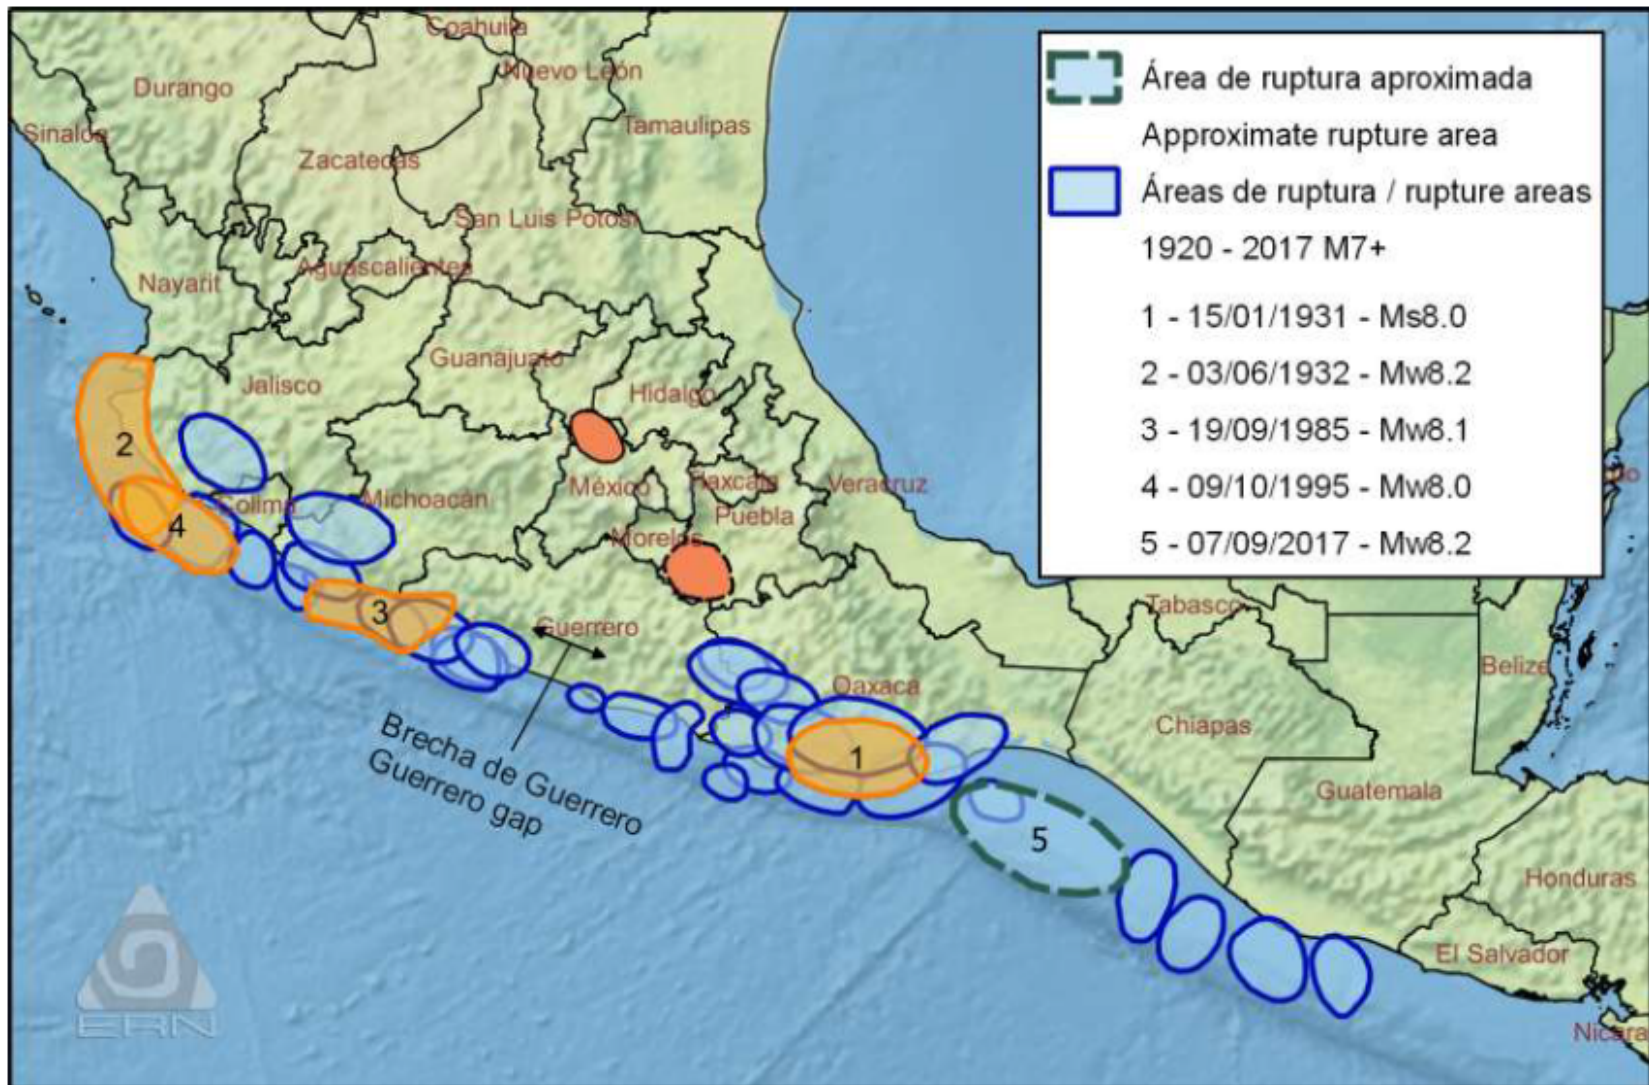 Coahuila
Durango
Nuevo León
Sinaloa
Tamaulipas
Zacatecas
San Luis Potosí
Nayarit
Aguascalientes
Guanajuato
Jalisco
Hidalgo
2
México
Tlaxcala
Veracruz
Colima
Michoacán
Puebla
4
Morelos
3
Guerrero
Tabasco
Belize
Oaxaca
1
Chiapas
Brecha de Guerrero
Guerrero gap
Guatemala
5
Honduras
El Salvador
Nicara
ERN
Área de ruptura aproximada
Approximate rupture area
Áreas de ruptura / rupture areas
1920 - 2017 M7+
1 - 15/01/1931 - Ms8.0
2 - 03/06/1932 - Mw8.2
3 - 19/09/1985 - Mw8.1
4 - 09/10/1995 - Mw8.0
5 - 07/09/2017 - Mw8.2